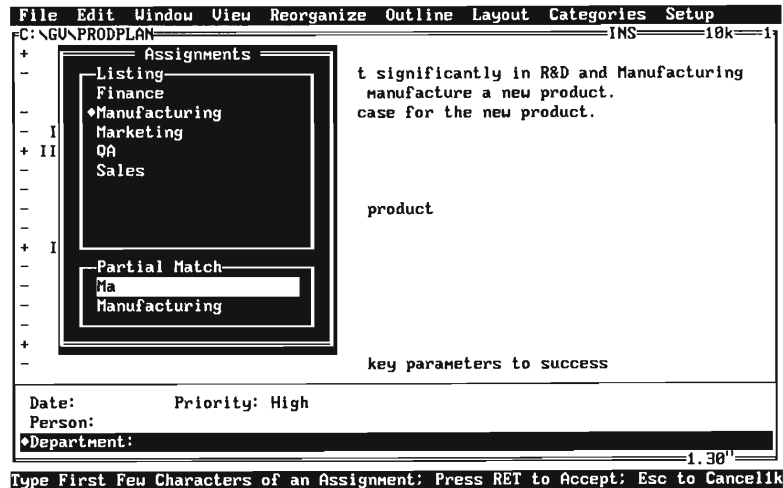 File Edit Window View Reorganize Outline Layout Categories Setup
C:\GV\PRODPLAN INS 10k 1
+ Assignments
- Listing t significantly in R&D and Manufacturing
Finance manufacture a new product.
- ♦Manufacturing case for the new product.
- I Marketing
+ II QA
- Sales
-
- product
-
+ I
- Partial Match
- Ma
- Manufacturing
-
+
- key parameters to success
Date: Priority: High
Person:
♦Department:
1.30"
Type First Few Characters of an Assignment; Press RET to Accept; Esc to Cancel1L